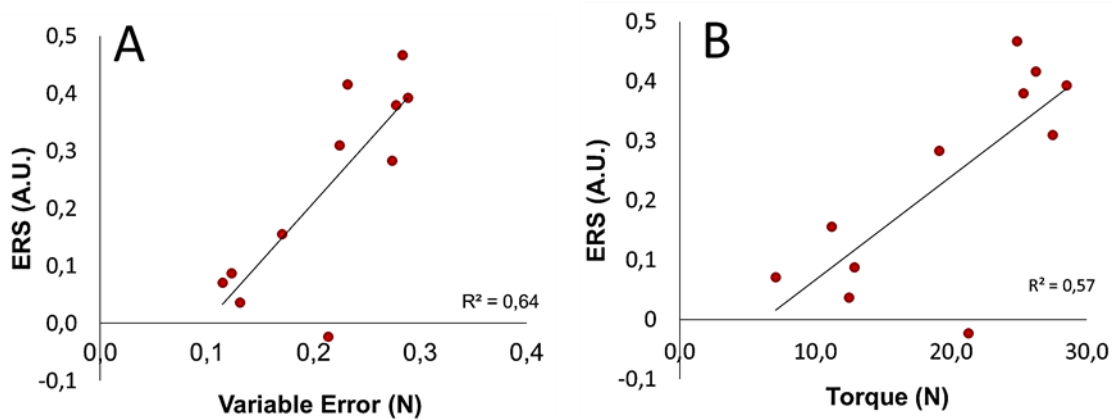 A
0,5
0,4
0,3
0,2
0,1
0,0
-0,1
ERS (A.U.)
R² = 0,64
0,0
0,1
0,2
0,3
0,4
Variable Error (N)
B
0,5
0,4
0,3
0,2
0,1
0
-0,1
ERS (A.U.)
R² = 0,57
0,0
10,0
20,0
30,0
Torque (N)